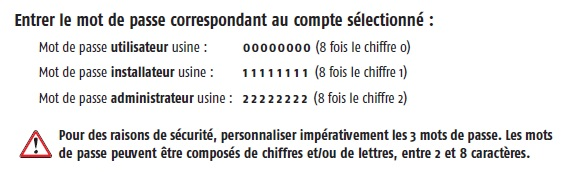 Entrer le mot de passe correspondant au compte sélectionné :
Mot de passe utilisateur usine : 00000000 (8 fois le chiffre 0)
Mot de passe installateur usine : 11111111 (8 fois le chiffre 1)
Mot de passe administrateur usine : 22222222 (8 fois le chiffre 2)
Pour des raisons de sécurité, personnaliser impérativement les 3 mots de passe. Les mots
de passe peuvent être composés de chiffres et/ou de lettres, entre 2 et 8 caractères.